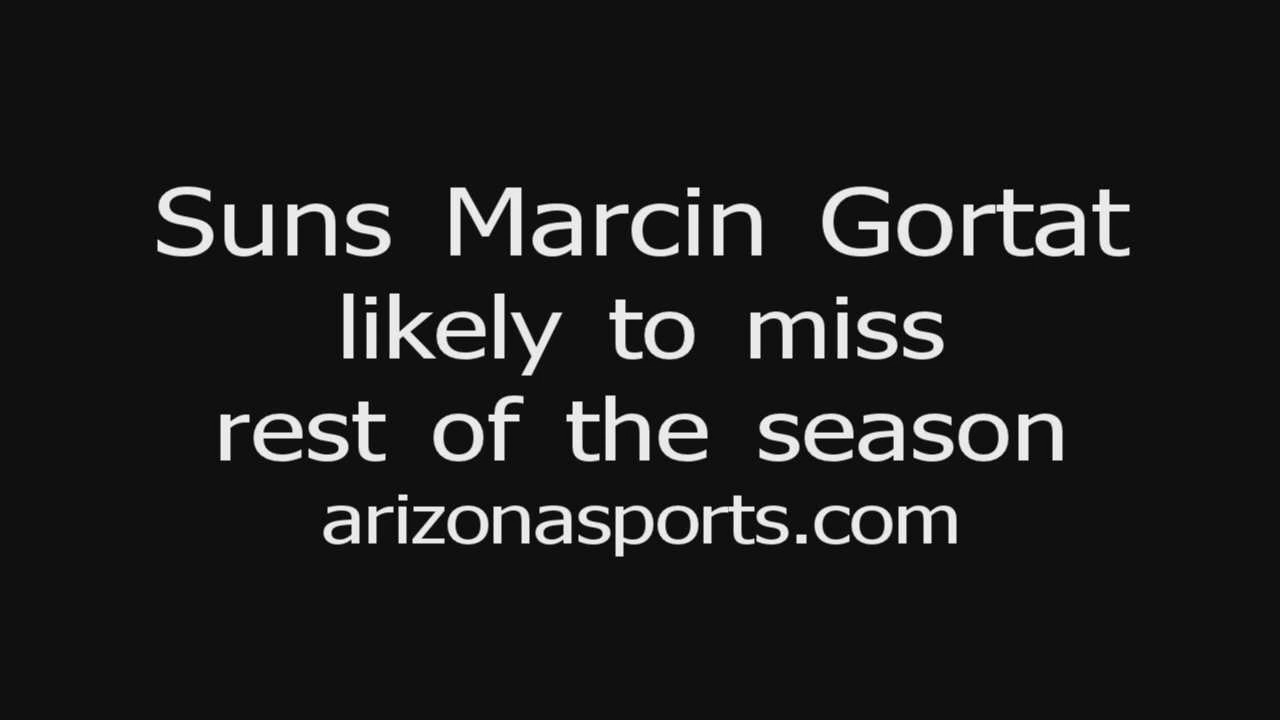 Suns Marcin Gortat
likely to miss
rest of the season
arizonasports.com